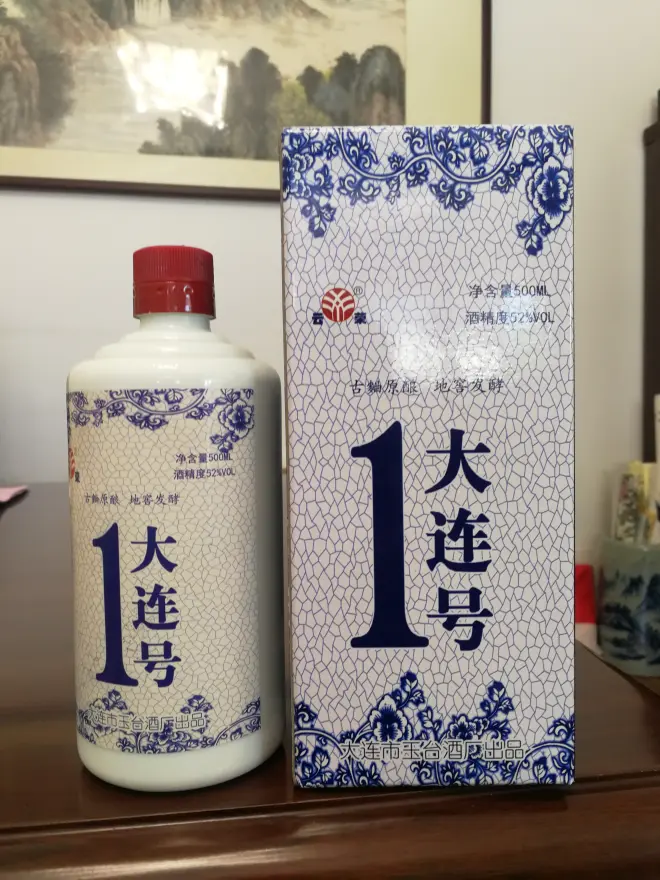 云 ® 荣
净含量500ML
酒精度52%VOL
古麯原酿 地窖发酵
1
大连号
大连市玉台酒厂出品
净含量500ML
酒精度52%VOL
古麯原酿 地窖发酵
1
大连号
大连市玉台酒厂出品